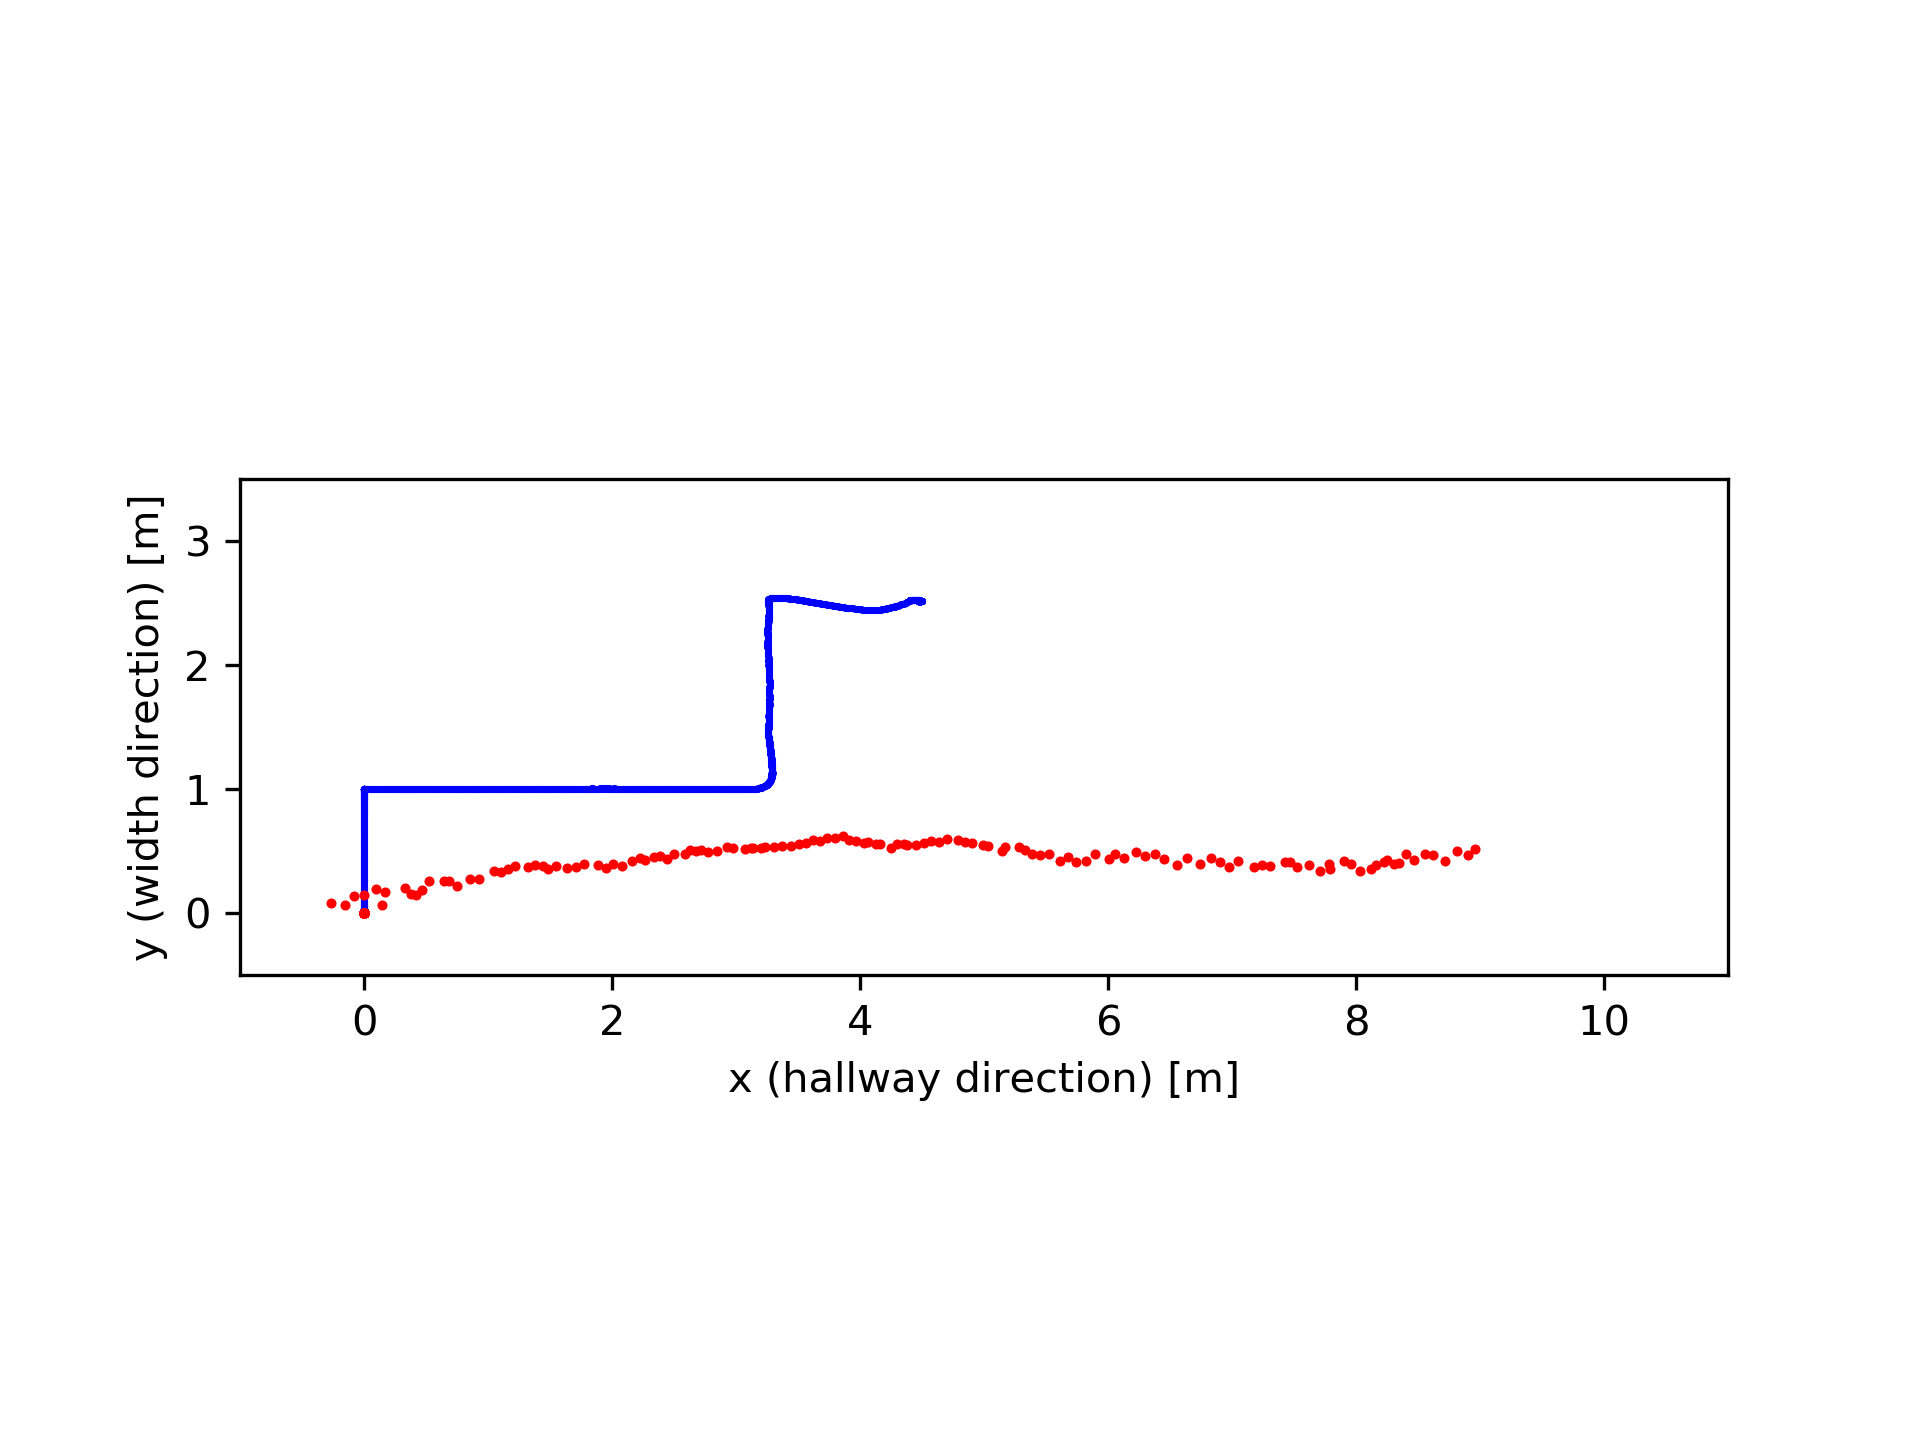 3
2
1
0
y (width direction) [m]
0 2 4 6 8 10
x (hallway direction) [m]